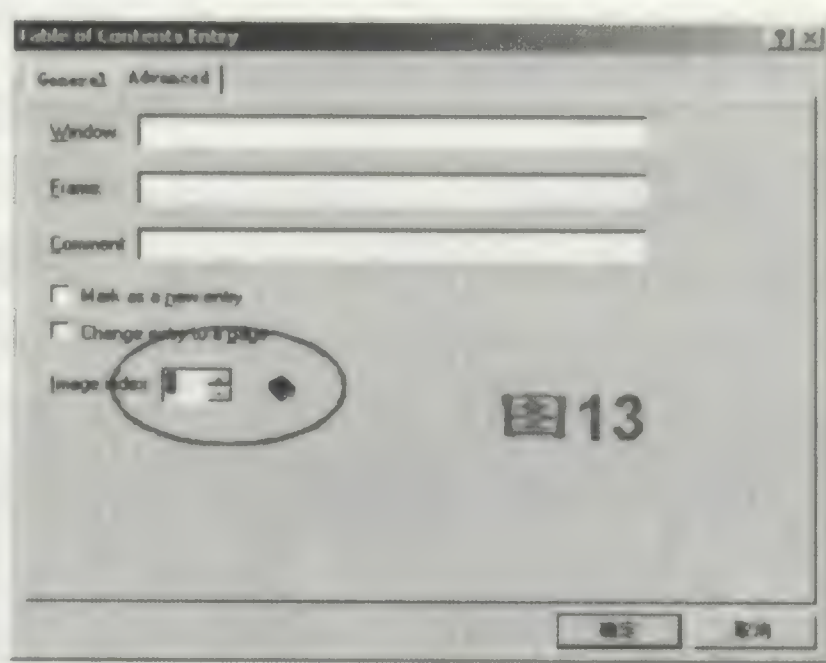 Table of Contents Entry
General Advanced
Window
Frame
Comment
Mark as a new entry
Change entry to a page
Image index
图13
确定 取消